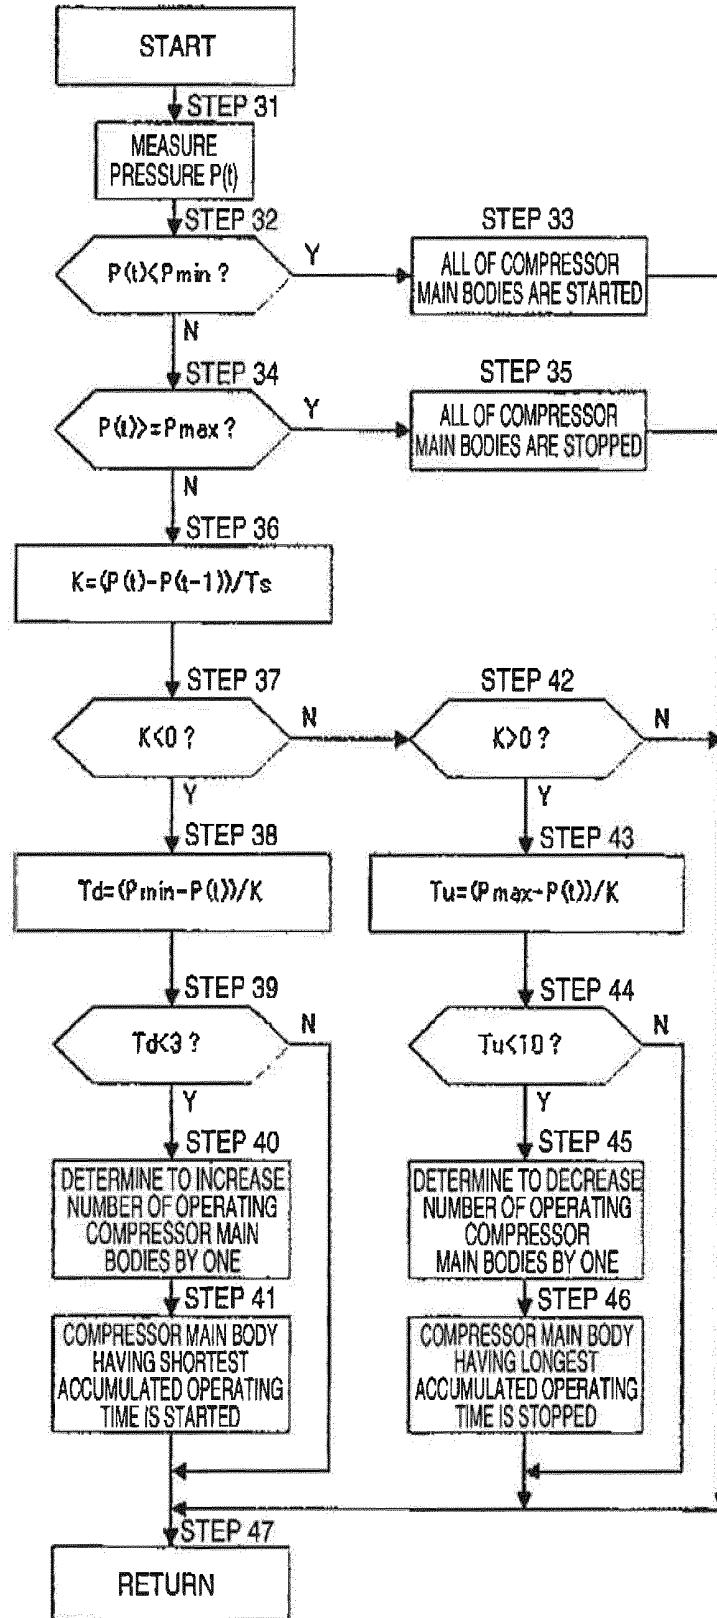 START
STEP 31
MEASURE
PRESSURE P(t)
STEP 32
P(t)<Pmin ?
Y
N
STEP 33
ALL OF COMPRESSOR
MAIN BODIES ARE STARTED
STEP 34
P(t)>=Pmax ?
Y
N
STEP 35
ALL OF COMPRESSOR
MAIN BODIES ARE STOPPED
STEP 36
K=(P(t)-P(t-1))/Ts
STEP 37
K<0 ?
N
Y
STEP 42
K>0 ?
N
Y
STEP 38
Td=(Pmin-P(t))/K
STEP 43
Tu=(Pmax-P(t))/K
STEP 39
Td<3 ?
N
Y
STEP 44
Tu<10 ?
N
Y
STEP 40
DETERMINE TO INCREASE
NUMBER OF OPERATING
COMPRESSOR MAIN
BODIES BY ONE
STEP 45
DETERMINE TO DECREASE
NUMBER OF OPERATING
COMPRESSOR
MAIN BODIES BY ONE
STEP 41
COMPRESSOR MAIN BODY
HAVING SHORTEST
ACCUMULATED OPERATING
TIME IS STARTED
STEP 46
COMPRESSOR MAIN BODY
HAVING LONGEST
ACCUMULATED OPERATING
TIME IS STOPPED
STEP 47
RETURN